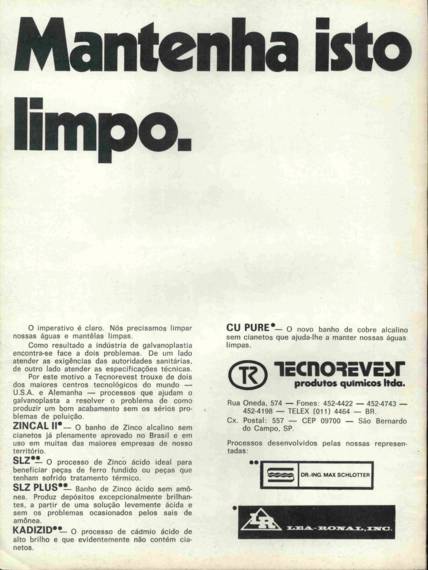 Mantenha isto
limpo.
O imperativo é claro. Nós precisamos limpar
nossas águas e mantêlas limpas.
Como resultado a indústria de galvanoplastia
encontra-se face a dois problemas. De um lado
atender as exigências das autoridades sanitárias,
de outro lado atender as especificações técnicas.
Por este motivo a Tecnorevest trouxe de dois
dos maiores centros tecnológicos do mundo —
U.S.A. e Alemanha — processos que ajudam o
galvanoplasta a resolver o problema de como
produzir um bom acabamento sem os sérios pro-
blemas de poluição.
ZINCAL II*— O banho de Zinco alcalino sem
cianetos já plenamente aprovado no Brasil e em
uso em muitas das maiores empresas de nosso
território.
SLZ**— O processo de Zinco ácido ideal para
beneficiar peças de ferro fundido ou peças que
tenham sofrido tratamento térmico.
SLZ PLUS**— Banho de Zinco ácido sem amô-
nea. Produz depósitos excepcionalmente brilhan-
tes, a partir de uma solução levemente ácida e
sem os problemas ocasionados pelos sais de
amônea.
KADIZID**— O processo de cádmio ácido de
alto brilho e que evidentemente não contém cia-
netos.
CU PURE*— O novo banho de cobre alcalino
sem cianetos que ajuda-lhe a manter nossas águas
limpas.
TR TECNOREVEST
produtos químicos ltda.
Rua Oneda, 574 — Fones: 452-4422 — 452-4743 —
452-4198 — TELEX (011) 4464 — BR.
Cx. Postal: 557 — CEP 09700 — São Bernardo
do Campo, SP.
Processos desenvolvidos pelas nossas represen-
tadas:
** DR.-ING. MAX SCHLOTTER
* LR LEA-RONAL, INC.